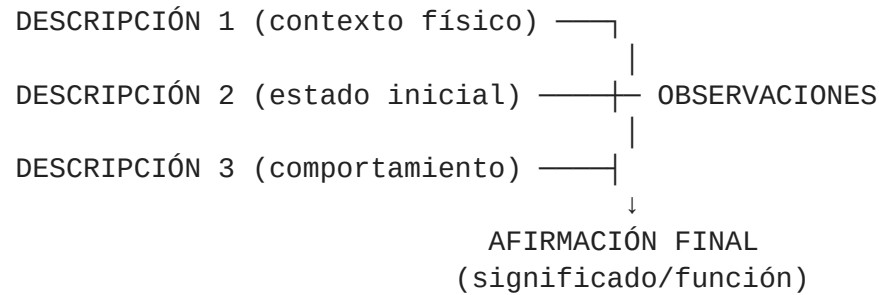 DESCRIPCIÓN 1 (contexto físico) ──┐
│
DESCRIPCIÓN 2 (estado inicial) ───┼─ OBSERVACIONES
│
DESCRIPCIÓN 3 (comportamiento) ───┤
↓
AFIRMACIÓN FINAL
(significado/función)